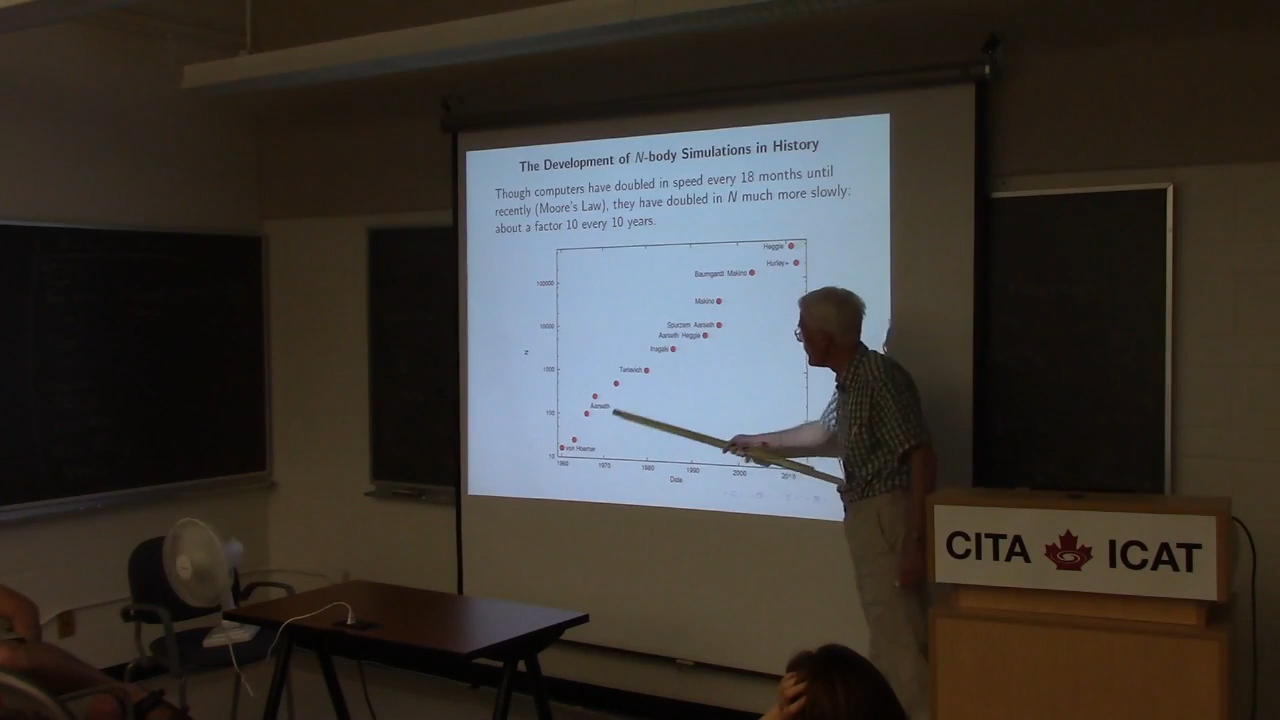 The Development of N-body Simulations in History
Though computers have doubled in speed every 18 months until
recently (Moore's Law), they have doubled in N much more slowly:
about a factor 10 every 10 years.
Heggie
Hurley+
Baumgardt Makino
100000
Makino
10000
Spurzem Aarseth
Aarseth Heggie
Inagaki
N
1000
Terlevich
Aarseth
100
von Hoerner
10
1960 1970 1980 1990 2000 2010
Date
CITA ICAT